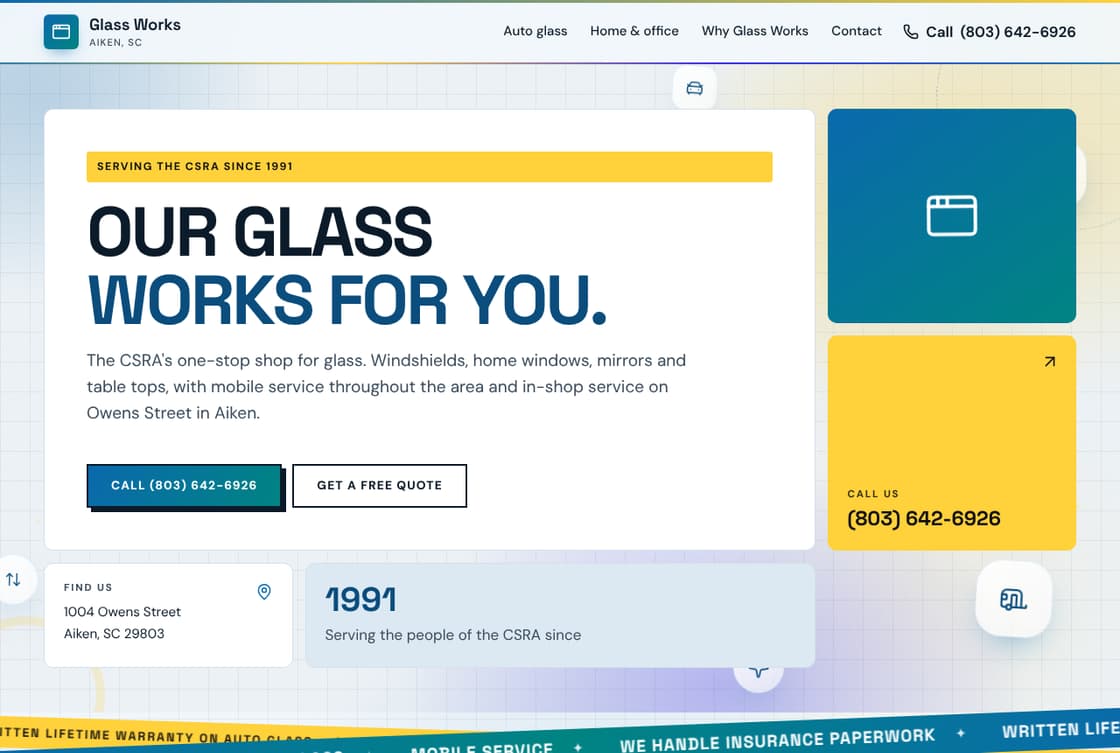 Glass Works
AIKEN, SC
Auto glass
Home & office
Why Glass Works
Contact
Call (803) 642-6926
SERVING THE CSRA SINCE 1991
OUR GLASS
WORKS FOR YOU.
The CSRA's one-stop shop for glass. Windshields, home windows, mirrors and
table tops, with mobile service throughout the area and in-shop service on
Owens Street in Aiken.
CALL (803) 642-6926
GET A FREE QUOTE
CALL US
(803) 642-6926
FIND US
1004 Owens Street
Aiken, SC 29803
1991
Serving the people of the CSRA since
LIFETIME WARRANTY ON AUTO GLASS
MOBILE SERVICE
WE HANDLE INSURANCE PAPERWORK
WRITTEN